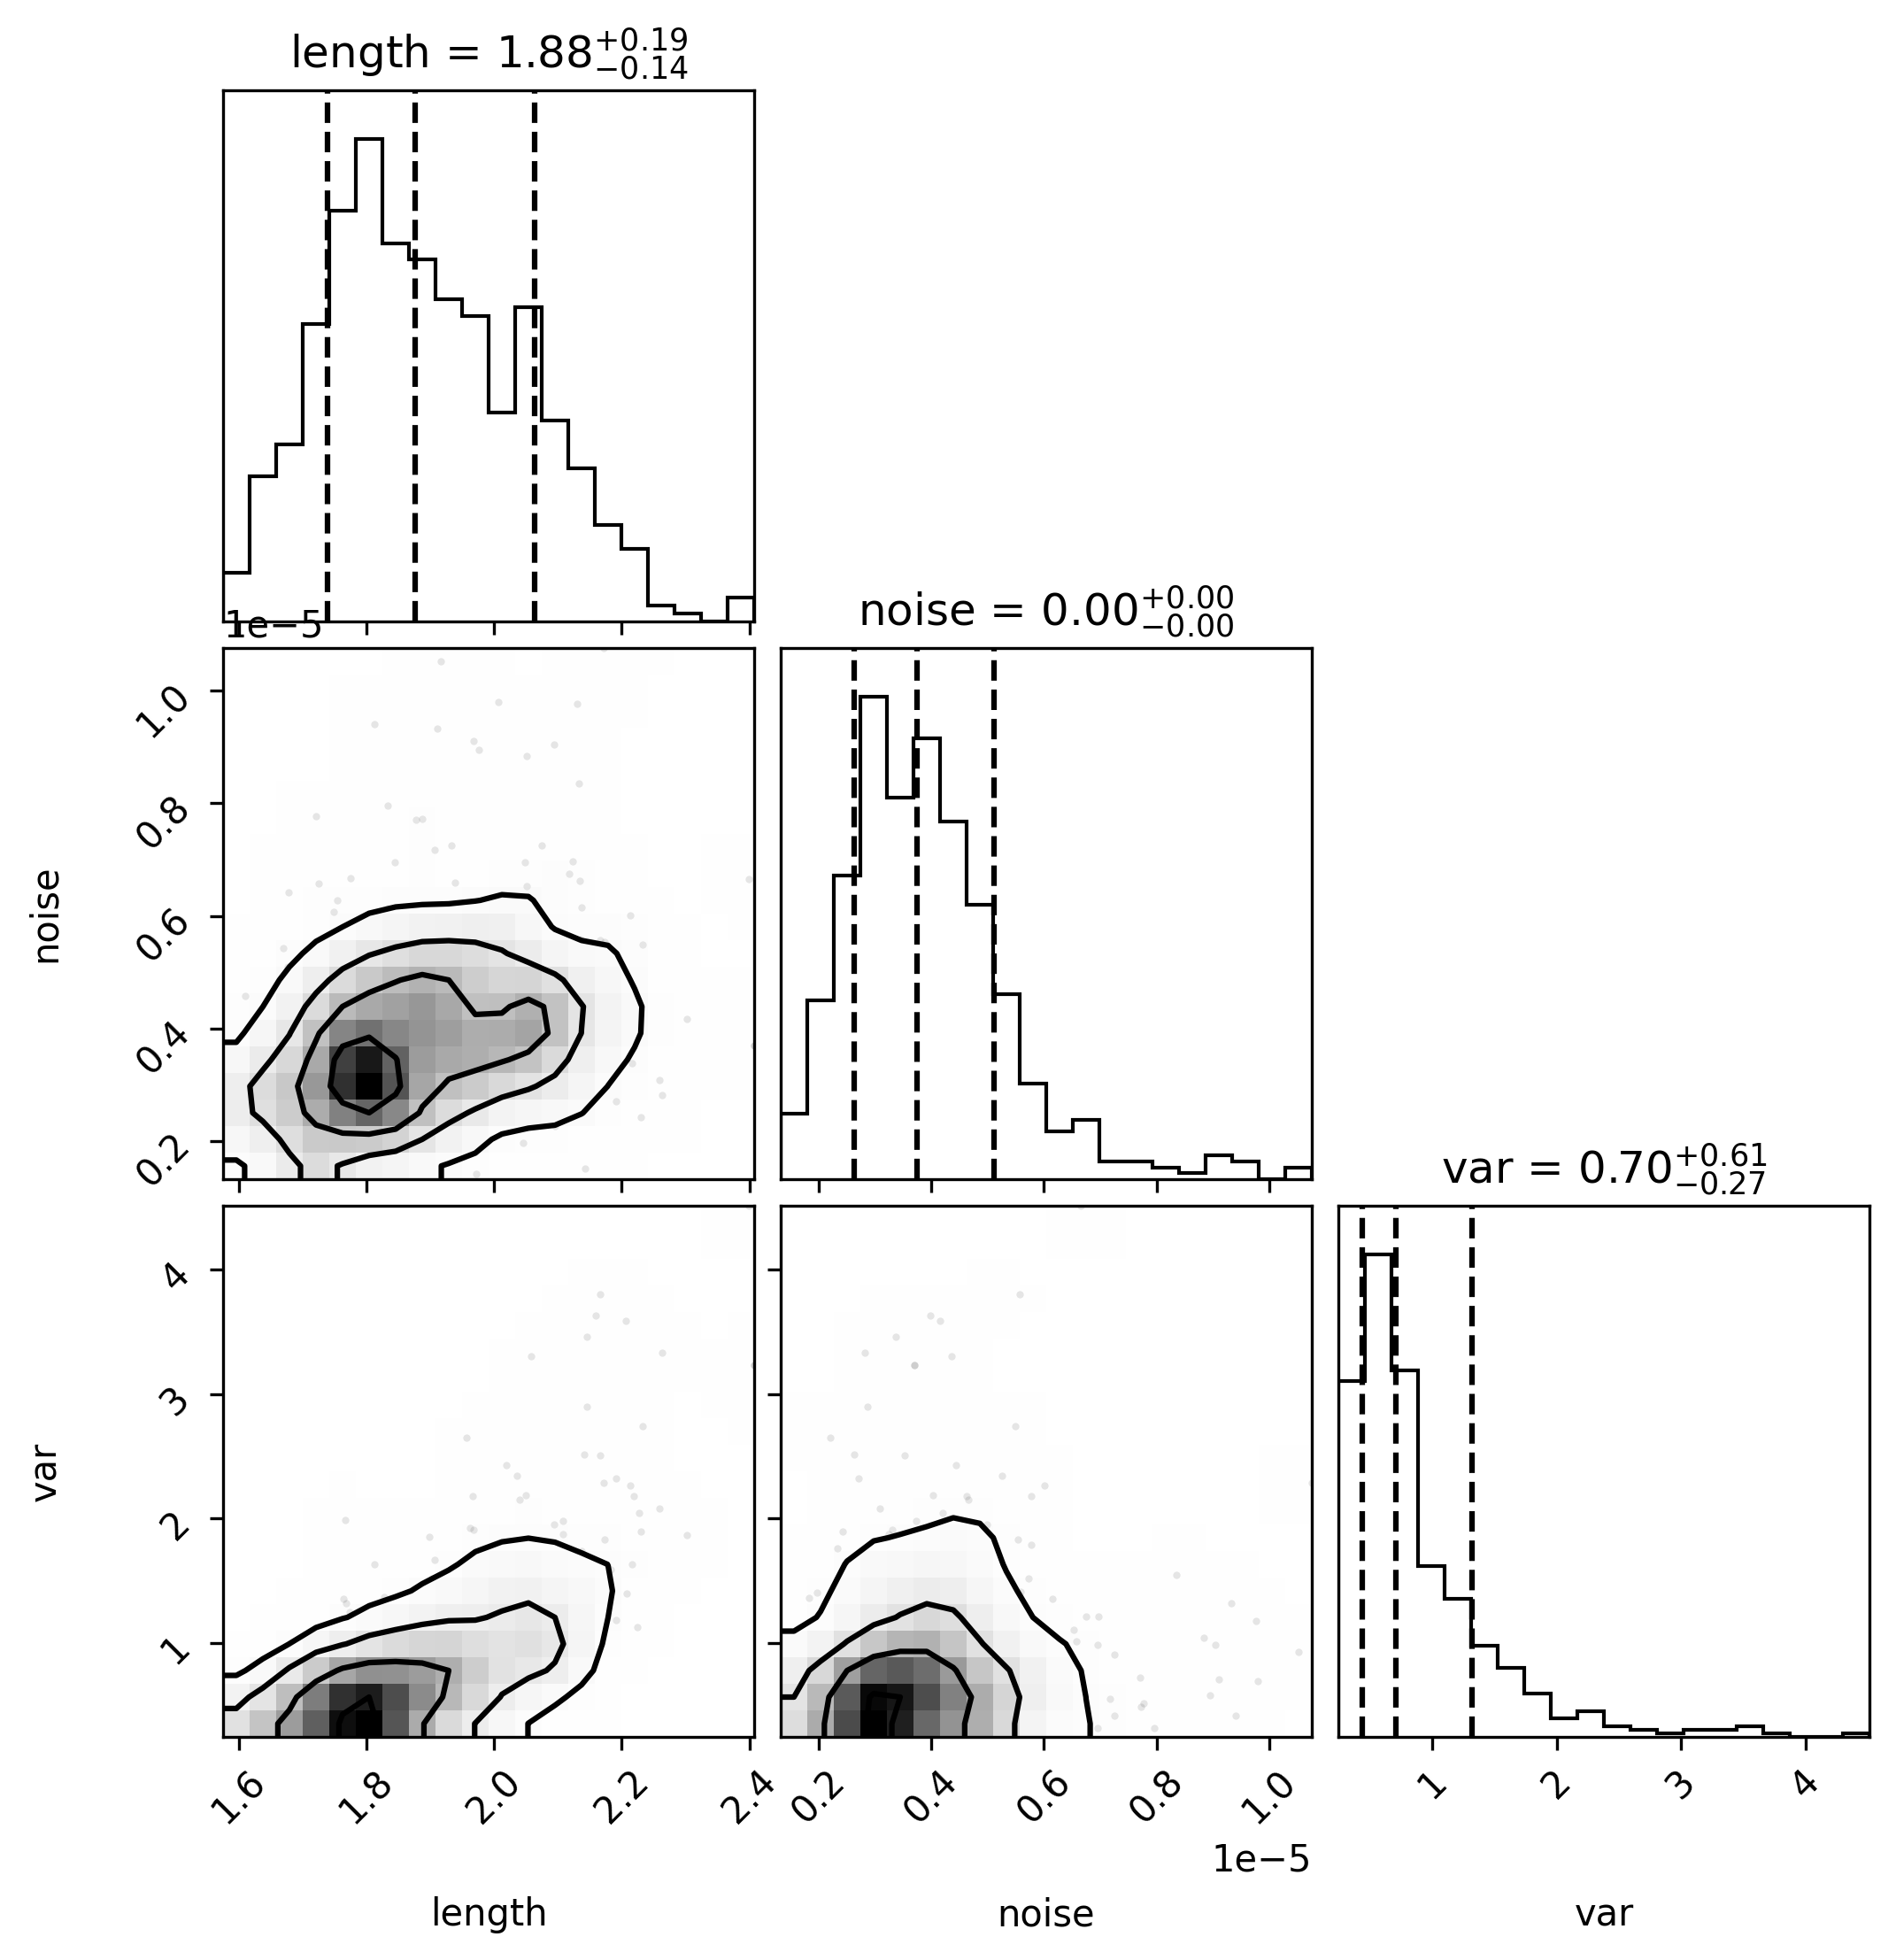 length = 1.88 +0.19 −0.14
1e−5
noise = 0.00 +0.00 −0.00
1.0
0.8
0.6
0.4
0.2
noise
var = 0.70 +0.61 −0.27
4
3
2
1
var
1.6 1.8 2.0 2.2 2.4 0.2 0.4 0.6 0.8 1.0 1 2 3 4
1e−5
length noise var